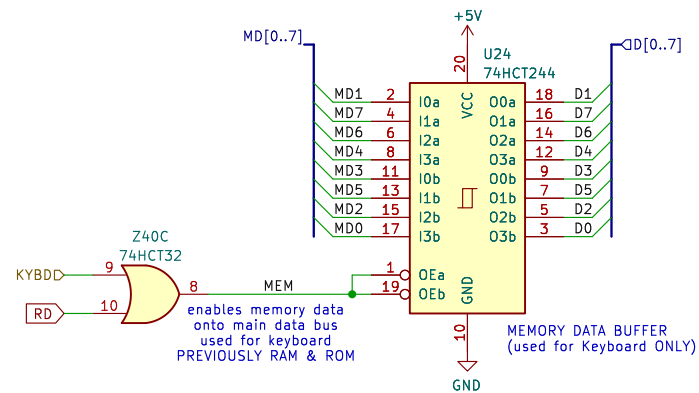 +5V
MD[0..7]
D[0..7]
U24
74HCT244
20
VCC
MD1 2 I0a O0a 18 D1
MD7 4 I1a O1a 16 D7
MD6 6 I2a O2a 14 D6
MD4 8 I3a O3a 12 D4
MD3 11 I0b O0b 9 D3
MD5 13 I1b O1b 7 D5
MD2 15 I2b O2b 5 D2
MD0 17 I3b O3b 3 D0
Z40C
74HCT32
KYBD 9
RD 10
8 MEM
1 OEa
19 OEb
GND
10
GND
enables memory data
onto main data bus
used for keyboard
PREVIOUSLY RAM & ROM
MEMORY DATA BUFFER
(used for Keyboard ONLY)